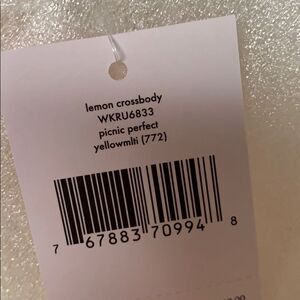 lemon crossbody
WKRU6833
picnic perfect
yellowmlti (772)
7 67883 70994 8